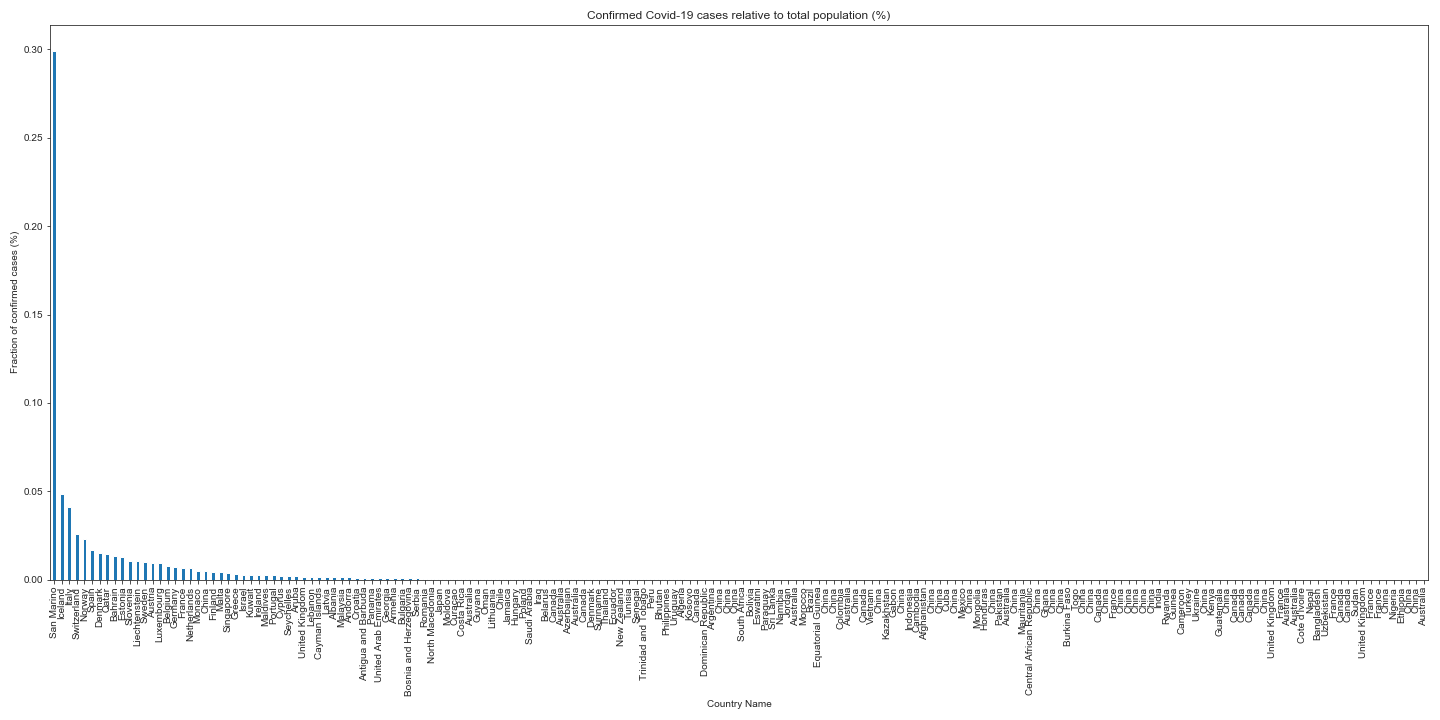 Confirmed Covid-19 cases relative to total population (%)
Fraction of confirmed cases (%)
0.30
0.25
0.20
0.15
0.10
0.05
0.00
San Marino
Iceland
Italy
Switzerland
Norway
Spain
Denmark
Qatar
Bahrain
Estonia
Slovenia
Liechtenstein
Sweden
Austria
Luxembourg
Belgium
Germany
France
Netherlands
Monaco
China
Finland
Malta
Singapore
Greece
Israel
Kuwait
Ireland
Maldives
Portugal
Cyprus
Seychelles
Aruba
United Kingdom
Lebanon
Cayman Islands
Latvia
Albania
Malaysia
Andorra
Croatia
Antigua and Barbuda
Panama
United Arab Emirates
Georgia
Armenia
Bulgaria
Bosnia and Herzegovina
Serbia
Romania
North Macedonia
Japan
Moldova
Curaçao
Costa Rica
Australia
Guyana
Oman
Lithuania
Chile
Jamaica
Hungary
Poland
Saudi Arabia
Iraq
Belarus
Canada
Australia
Azerbaijan
Australia
Canada
Denmark
Suriname
Thailand
Ecuador
New Zealand
Tunisia
Senegal
Trinidad and Tobago
Peru
Bhutan
Philippines
Uruguay
Algeria
Canada
Kosovo
Dominican Republic
Argentina
China
China
China
South Africa
Bolivia
Eswatini
Paraguay
Sri Lanka
Namibia
Jordan
Australia
Morocco
Brazil
Equatorial Guinea
China
China
Colombia
Australia
China
Canada
Vietnam
China
Kazakhstan
Gabon
China
Indonesia
Cambodia
Afghanistan
China
China
Cuba
China
Mexico
China
Mongolia
Honduras
China
Pakistan
Australia
China
Mauritania
Central African Republic
China
Ghana
China
China
Burkina Faso
Togo
China
China
Canada
China
France
China
China
China
China
China
India
Rwanda
Guinea
Cameroon
Turkey
Ukraine
China
Kenya
Guatemala
China
Canada
Canada
Canada
China
China
United Kingdom
France
Australia
Australia
Cote d'Ivoire
Nepal
Bangladesh
Uzbekistan
France
Canada
Canada
Sudan
United Kingdom
France
France
China
Nigeria
Ethiopia
China
China
Australia
Country Name